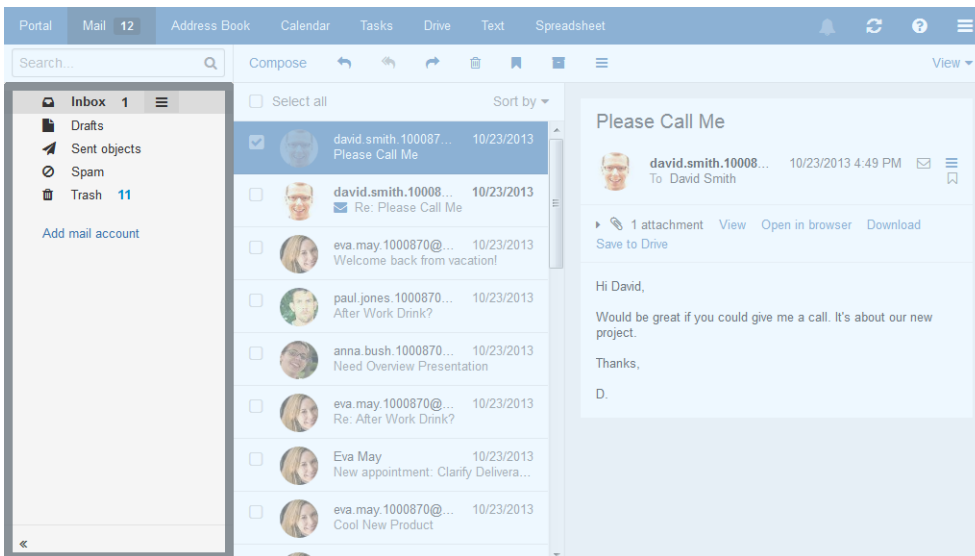 Portal Mail 12 Address Book Calendar Tasks Drive Text Spreadsheet
Search...
Compose
View
Inbox 1
Drafts
Sent objects
Spam
Trash 11
Add mail account
Select all Sort by
david.smith.100087... 10/23/2013
Please Call Me
david.smith.10008... 10/23/2013
Re: Please Call Me
eva.may.1000870@... 10/23/2013
Welcome back from vacation!
paul.jones.1000870... 10/23/2013
After Work Drink?
anna.bush.1000870... 10/23/2013
Need Overview Presentation
eva.may.1000870@... 10/23/2013
Re: After Work Drink?
Eva May 10/23/2013
New appointment: Clarify Delivera...
eva.may.1000870@... 10/23/2013
Cool New Product
Please Call Me
david.smith.10008... 10/23/2013 4:49 PM
To David Smith
1 attachment View Open in browser Download
Save to Drive
Hi David,
Would be great if you could give me a call. It's about our new
project.
Thanks,
D.